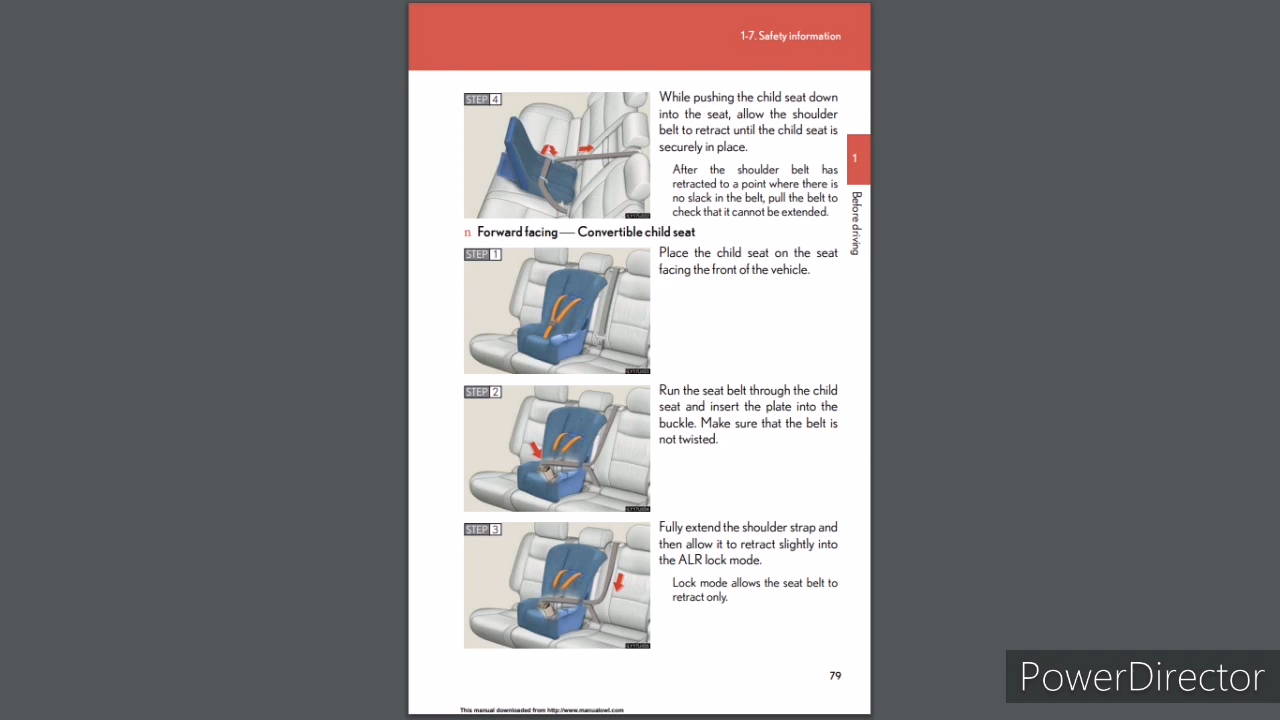 1-7. Safety information
STEP 4
While pushing the child seat down
into the seat, allow the shoulder
belt to retract until the child seat is
securely in place.
After the shoulder belt has
retracted to a point where there is
no slack in the belt, pull the belt to
check that it cannot be extended.
1
Before driving
n Forward facing — Convertible child seat
STEP 1
Place the child seat on the seat
facing the front of the vehicle.
STEP 2
Run the seat belt through the child
seat and insert the plate into the
buckle. Make sure that the belt is
not twisted.
STEP 3
Fully extend the shoulder strap and
then allow it to retract slightly into
the ALR lock mode.
Lock mode allows the seat belt to
retract only.
79
PowerDirector
This manual downloaded from http://www.manualowl.com